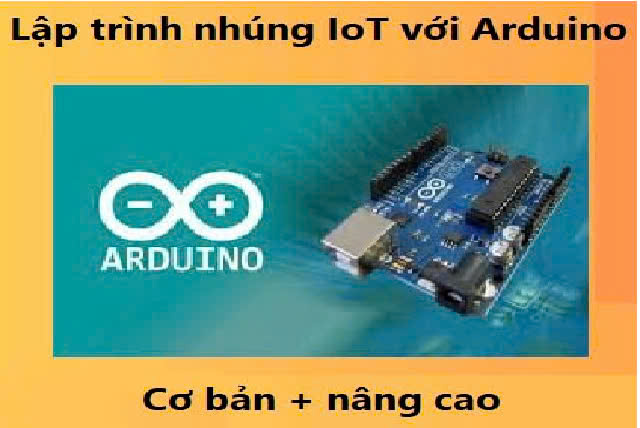 Lập trình nhúng IoT với Arduino
ARDUINO
Cơ bản + nâng cao